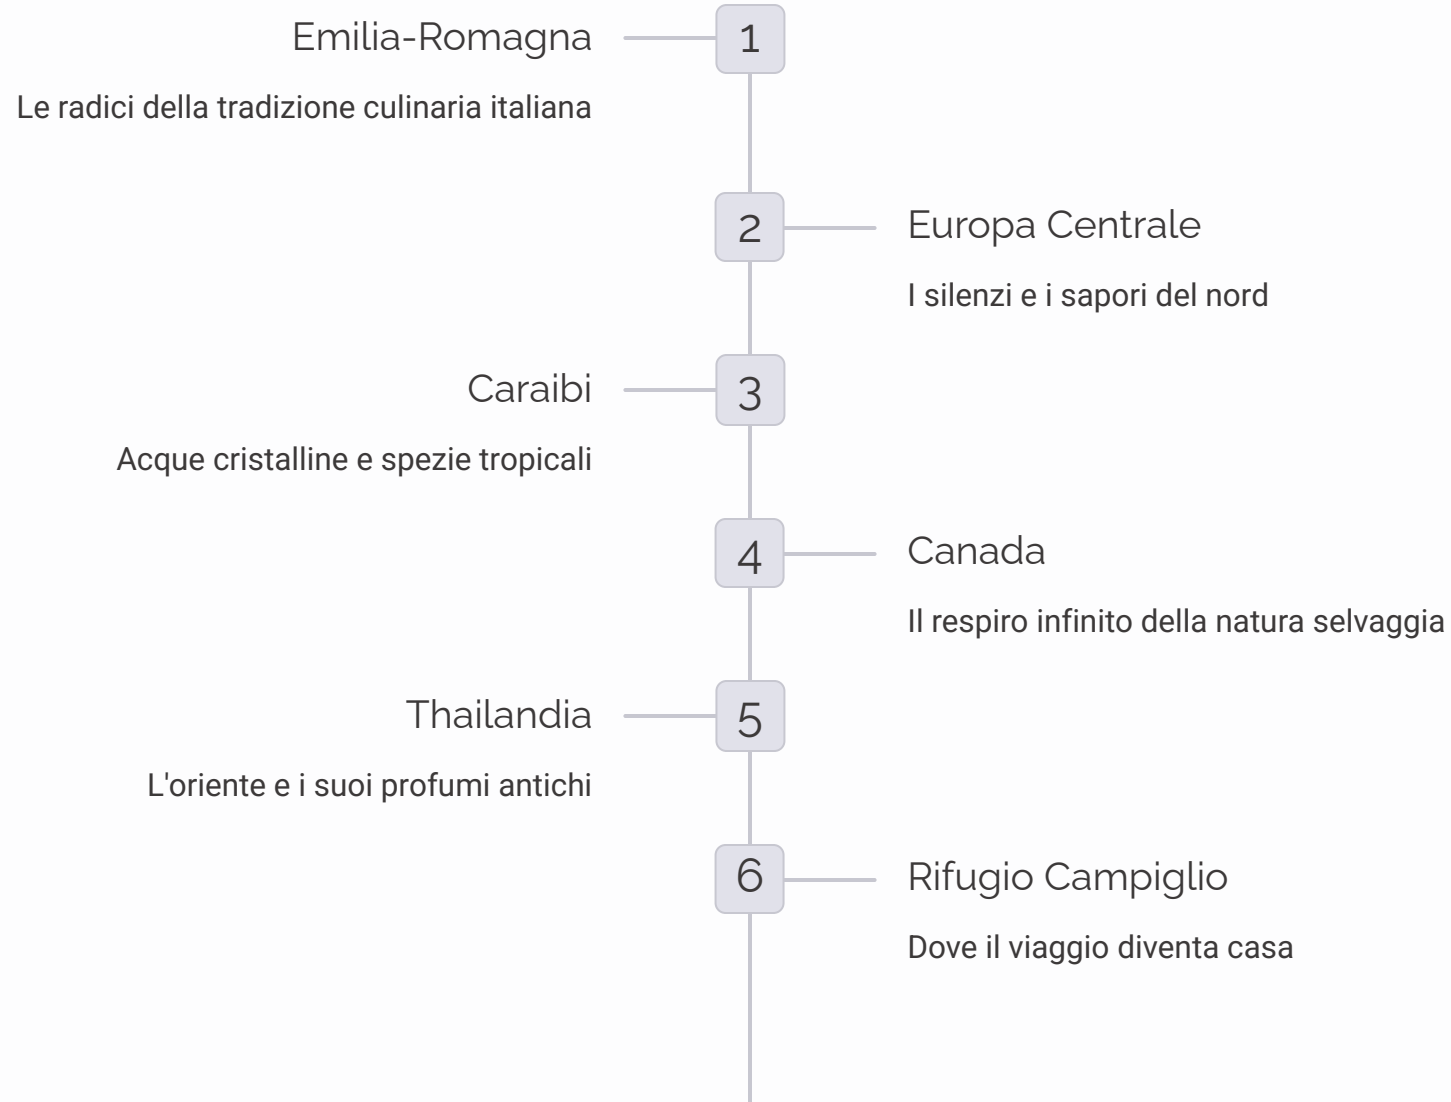 Emilia-Romagna
1
Le radici della tradizione culinaria italiana
2
Europa Centrale
I silenzi e i sapori del nord
Caraibi
3
Acque cristalline e spezie tropicali
4
Canada
Il respiro infinito della natura selvaggia
Thailandia
5
L'oriente e i suoi profumi antichi
6
Rifugio Campiglio
Dove il viaggio diventa casa